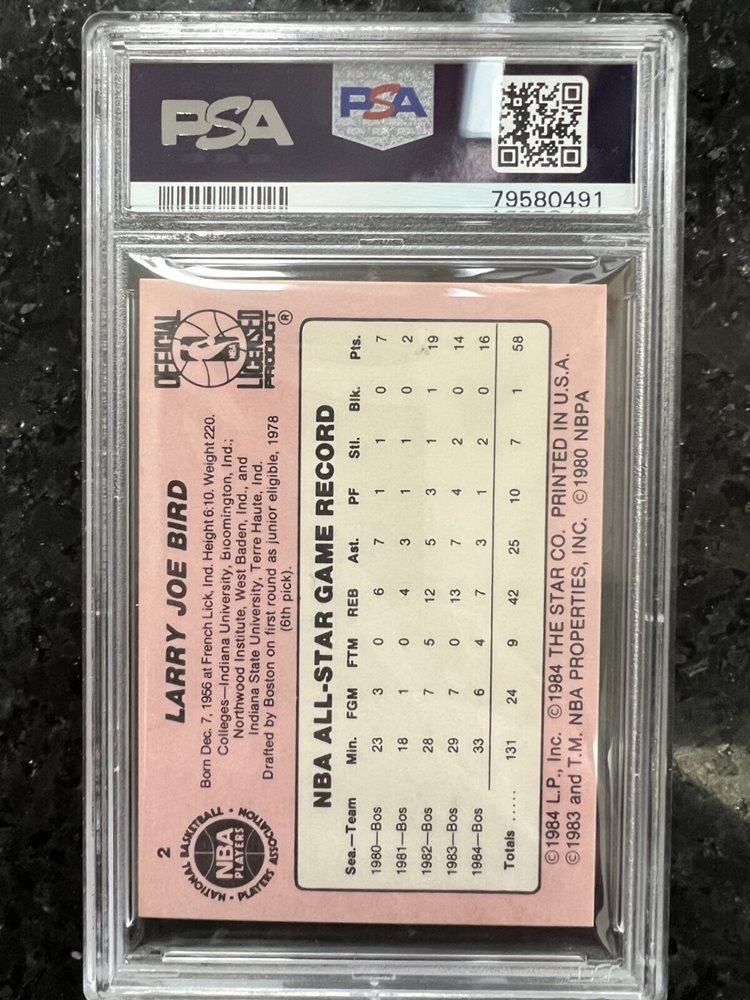 PSA
PSA
79580491
2
NATIONAL BASKETBALL
NBA
PLAYERS
PLAYERS ASSOCIATION
LARRY JOE BIRD
Born Dec. 7, 1956 at French Lick, Ind. Height 6:10. Weight 220.
Colleges—Indiana University, Bloomington, Ind.;
Northwood Institute, West Baden, Ind., and
Indiana State University, Terre Haute, Ind.
Drafted by Boston on first round as junior eligible, 1978
(6th pick).
OFFICIAL
NBA
LICENSED
PRODUCT
®
NBA ALL-STAR GAME RECORD
Sea.—Team Min. FGM FTM REB Ast. PF Stl. Blk. Pts.
1980—Bos 23 3 0 6 7 1 1 0 7
1981—Bos 18 1 0 4 3 1 1 0 2
1982—Bos 28 7 5 12 5 3 1 1 19
1983—Bos 29 7 0 13 7 4 2 0 14
1984—Bos 33 6 4 7 3 1 2 0 16
Totals ..... 131 24 9 42 25 10 7 1 58
©1984 L.P., Inc. ©1984 THE STAR CO. PRINTED IN U.S.A.
©1983 and T.M. NBA PROPERTIES, INC. ©1980 NBPA